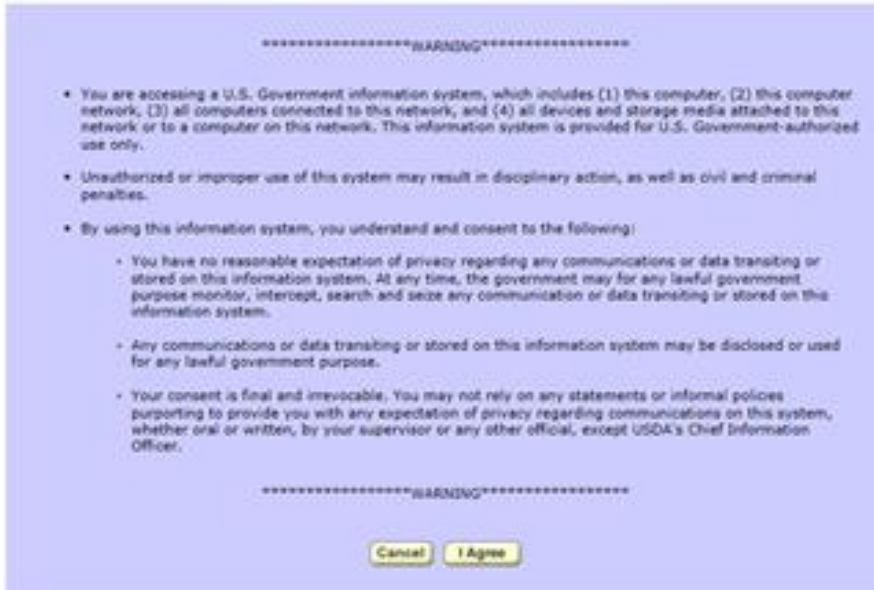 ******************WARNING******************
• You are accessing a U.S. Government information system, which includes (1) this computer, (2) this computer
network, (3) all computers connected to this network, and (4) all devices and storage media attached to this
network or to a computer on this network. This information system is provided for U.S. Government-authorized
use only.
• Unauthorized or improper use of this system may result in disciplinary action, as well as civil and criminal
penalties.
• By using this information system, you understand and consent to the following:
◦ You have no reasonable expectation of privacy regarding any communications or data transiting or
stored on this information system. At any time, the government may for any lawful government
purpose monitor, intercept, search and seize any communication or data transiting or stored on this
information system.
◦ Any communications or data transiting or stored on this information system may be disclosed or used
for any lawful government purpose.
◦ Your consent is final and irrevocable. You may not rely on any statements or informal policies
purporting to provide you with any expectation of privacy regarding communications on this system,
whether oral or written, by your supervisor or any other official, except USDA's Chief Information
Officer.
******************WARNING******************
Cancel I Agree